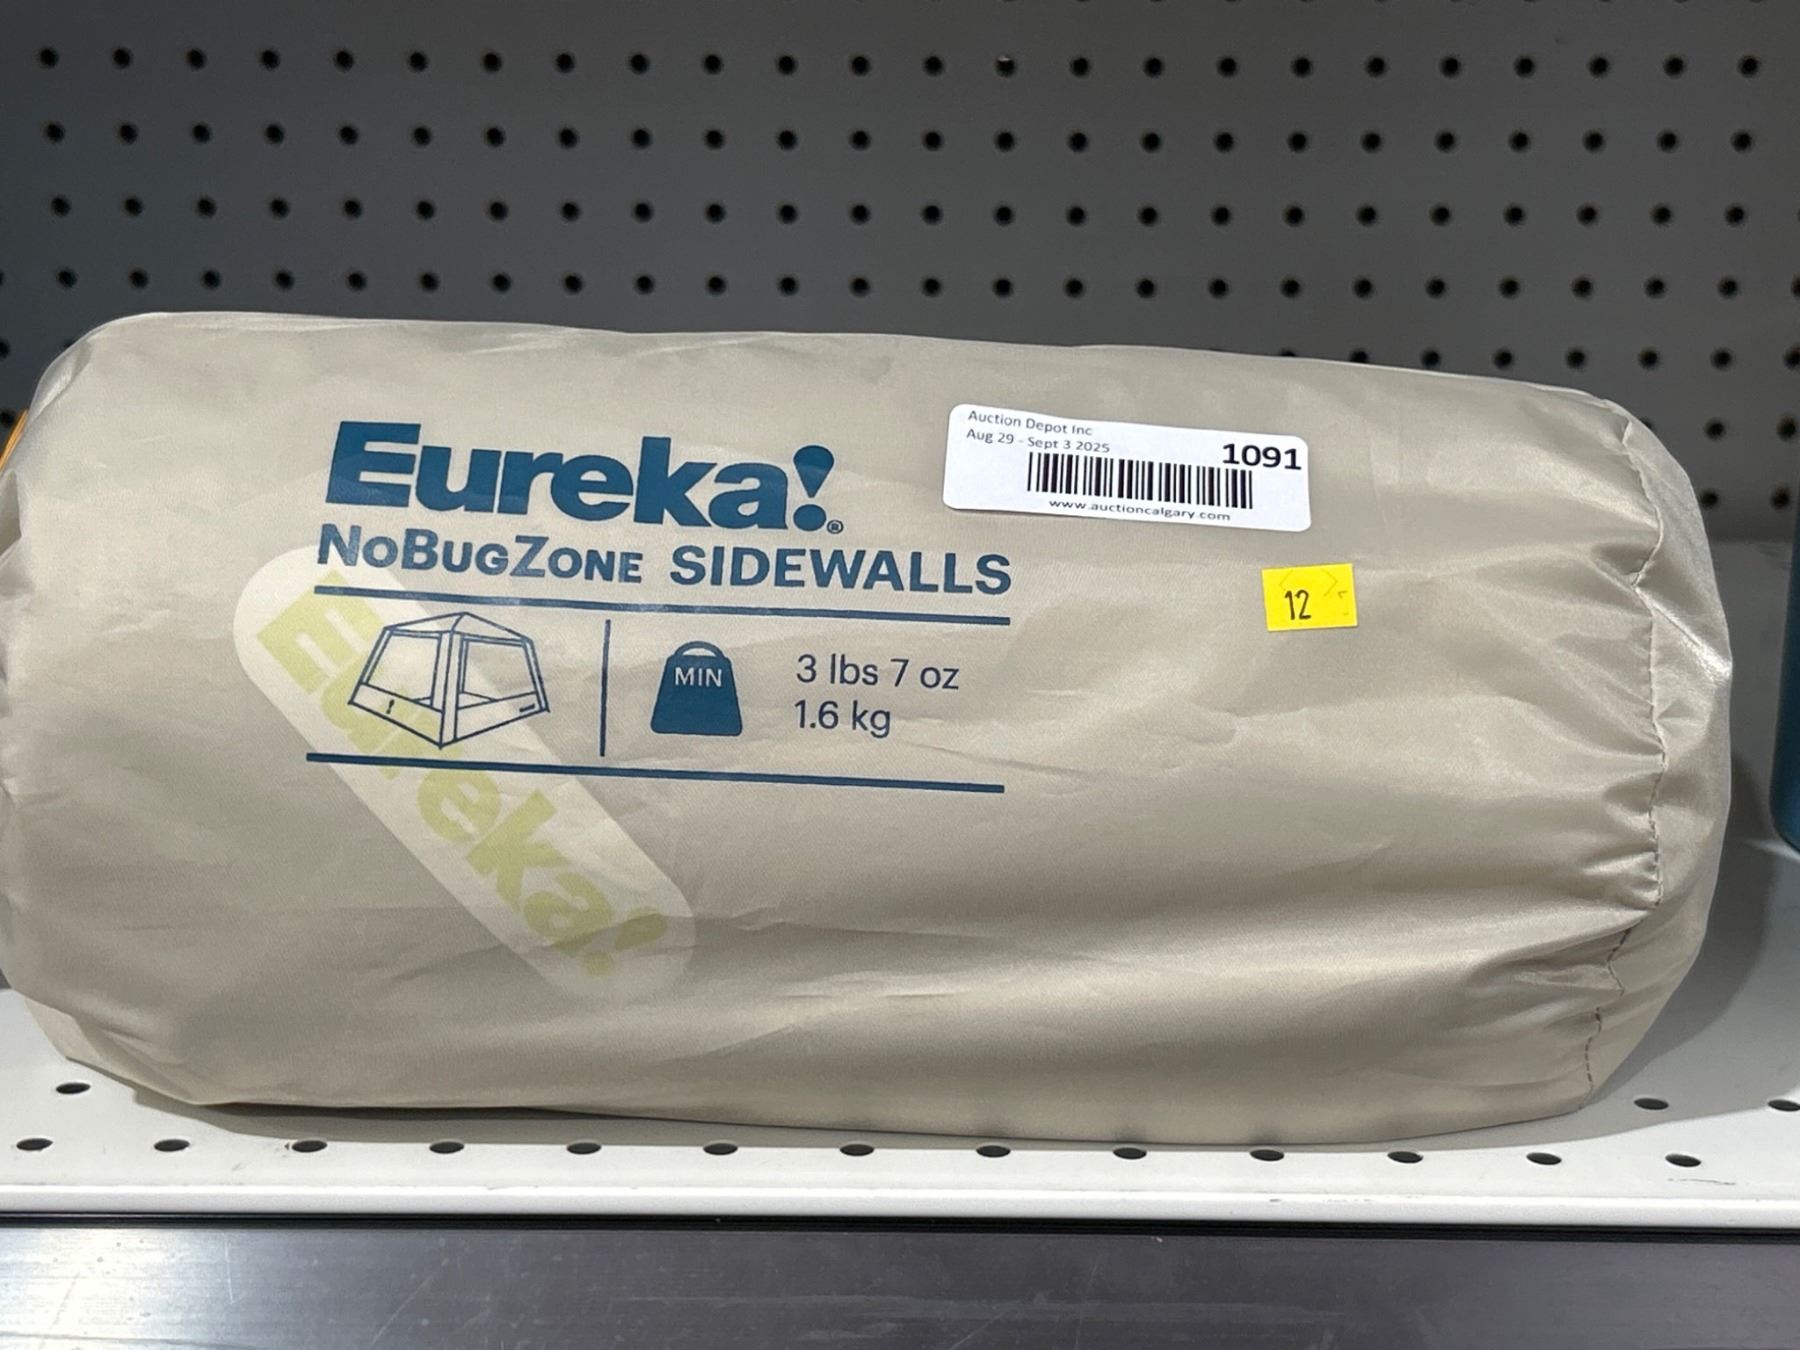 Eureka!®
NoBugZone SIDEWALLS
MIN
3 lbs 7 oz
1.6 kg
Eureka!
Auction Depot Inc
Aug 29 - Sept 3 2025
1091
www.auctioncalgary.com
12